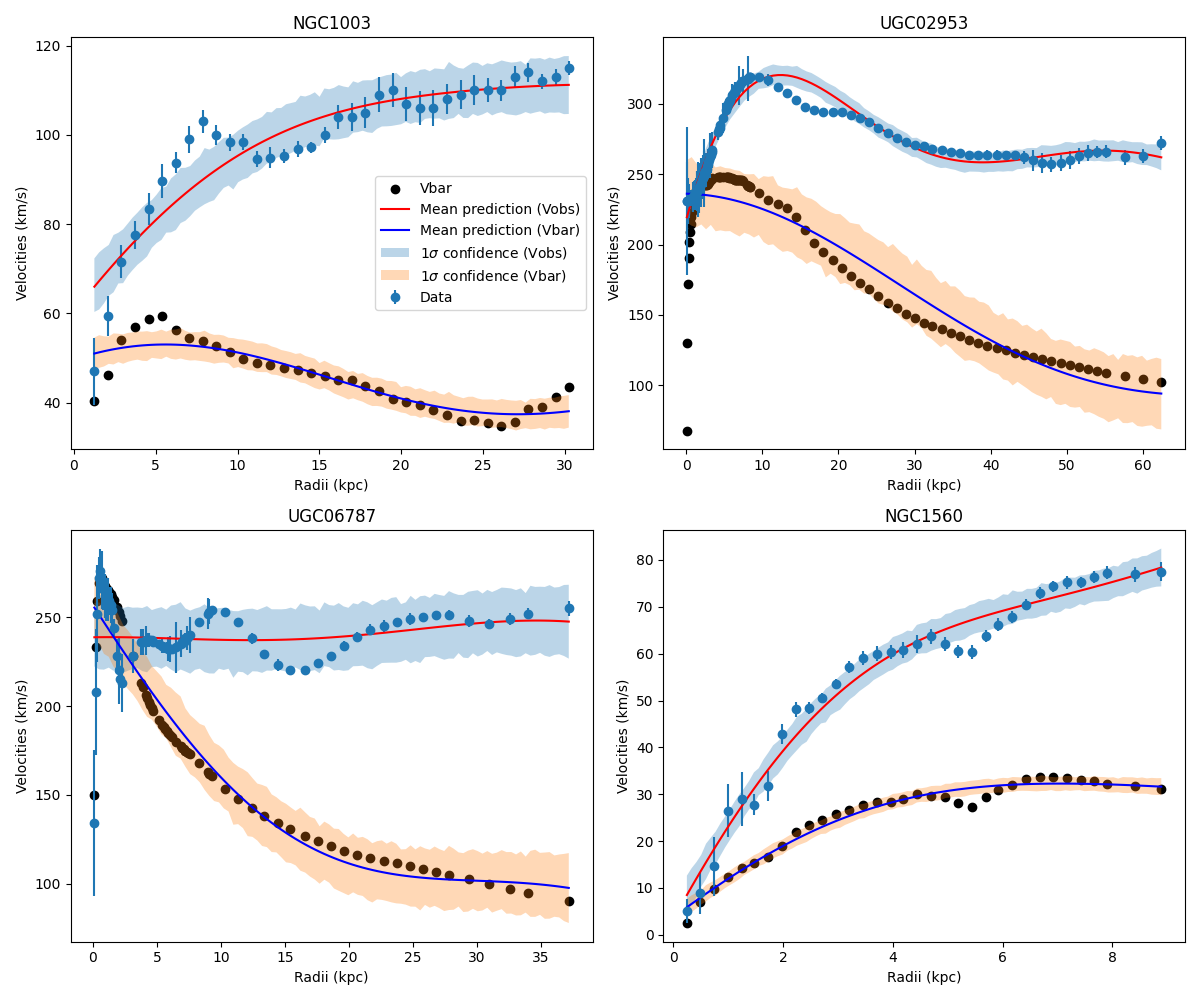 NGC1003
120
100
80
60
40
Velocities (km/s)
0 5 10 15 20 25 30
Radii (kpc)
Vbar
Mean prediction (Vobs)
Mean prediction (Vbar)
1σ confidence (Vobs)
1σ confidence (Vbar)
Data
UGC02953
300
250
200
150
100
Velocities (km/s)
0 10 20 30 40 50 60
Radii (kpc)
UGC06787
250
200
150
100
Velocities (km/s)
0 5 10 15 20 25 30 35
Radii (kpc)
NGC1560
80
70
60
50
40
30
20
10
0
Velocities (km/s)
0 2 4 6 8
Radii (kpc)